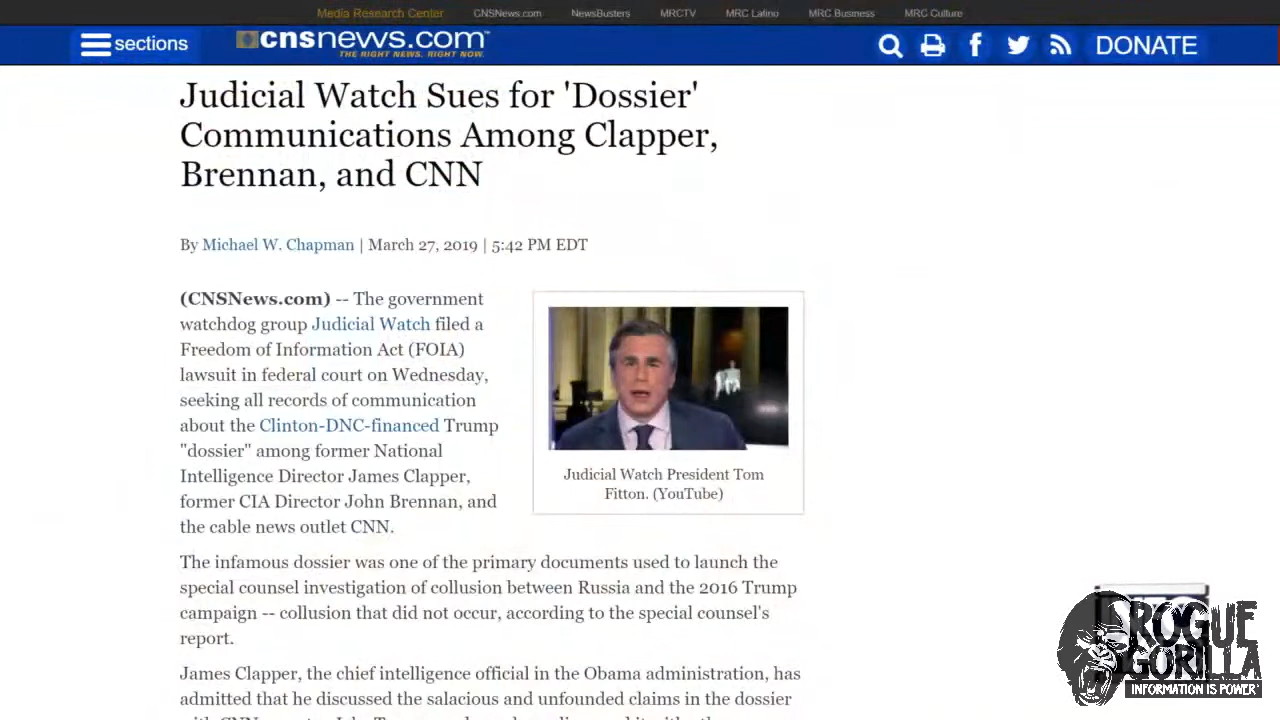 Media Research Center CNSNews.com NewsBusters MRCTV MRC Latino MRC Business MRC Culture
sections cnsnews.com DONATE
THE RIGHT NEWS. RIGHT NOW.
Judicial Watch Sues for 'Dossier'
Communications Among Clapper,
Brennan, and CNN
By Michael W. Chapman | March 27, 2019 | 5:42 PM EDT
(CNSNews.com) -- The government
watchdog group Judicial Watch filed a
Freedom of Information Act (FOIA)
lawsuit in federal court on Wednesday,
seeking all records of communication
about the Clinton-DNC-financed Trump
"dossier" among former National
Intelligence Director James Clapper,
former CIA Director John Brennan, and
the cable news outlet CNN.
Judicial Watch President Tom
Fitton. (YouTube)
The infamous dossier was one of the primary documents used to launch the
special counsel investigation of collusion between Russia and the 2016 Trump
campaign -- collusion that did not occur, according to the special counsel's
report.
James Clapper, the chief intelligence official in the Obama administration, has
admitted that he discussed the salacious and unfounded claims in the dossier
ROGUE
GORILLA
INFORMATION IS POWER